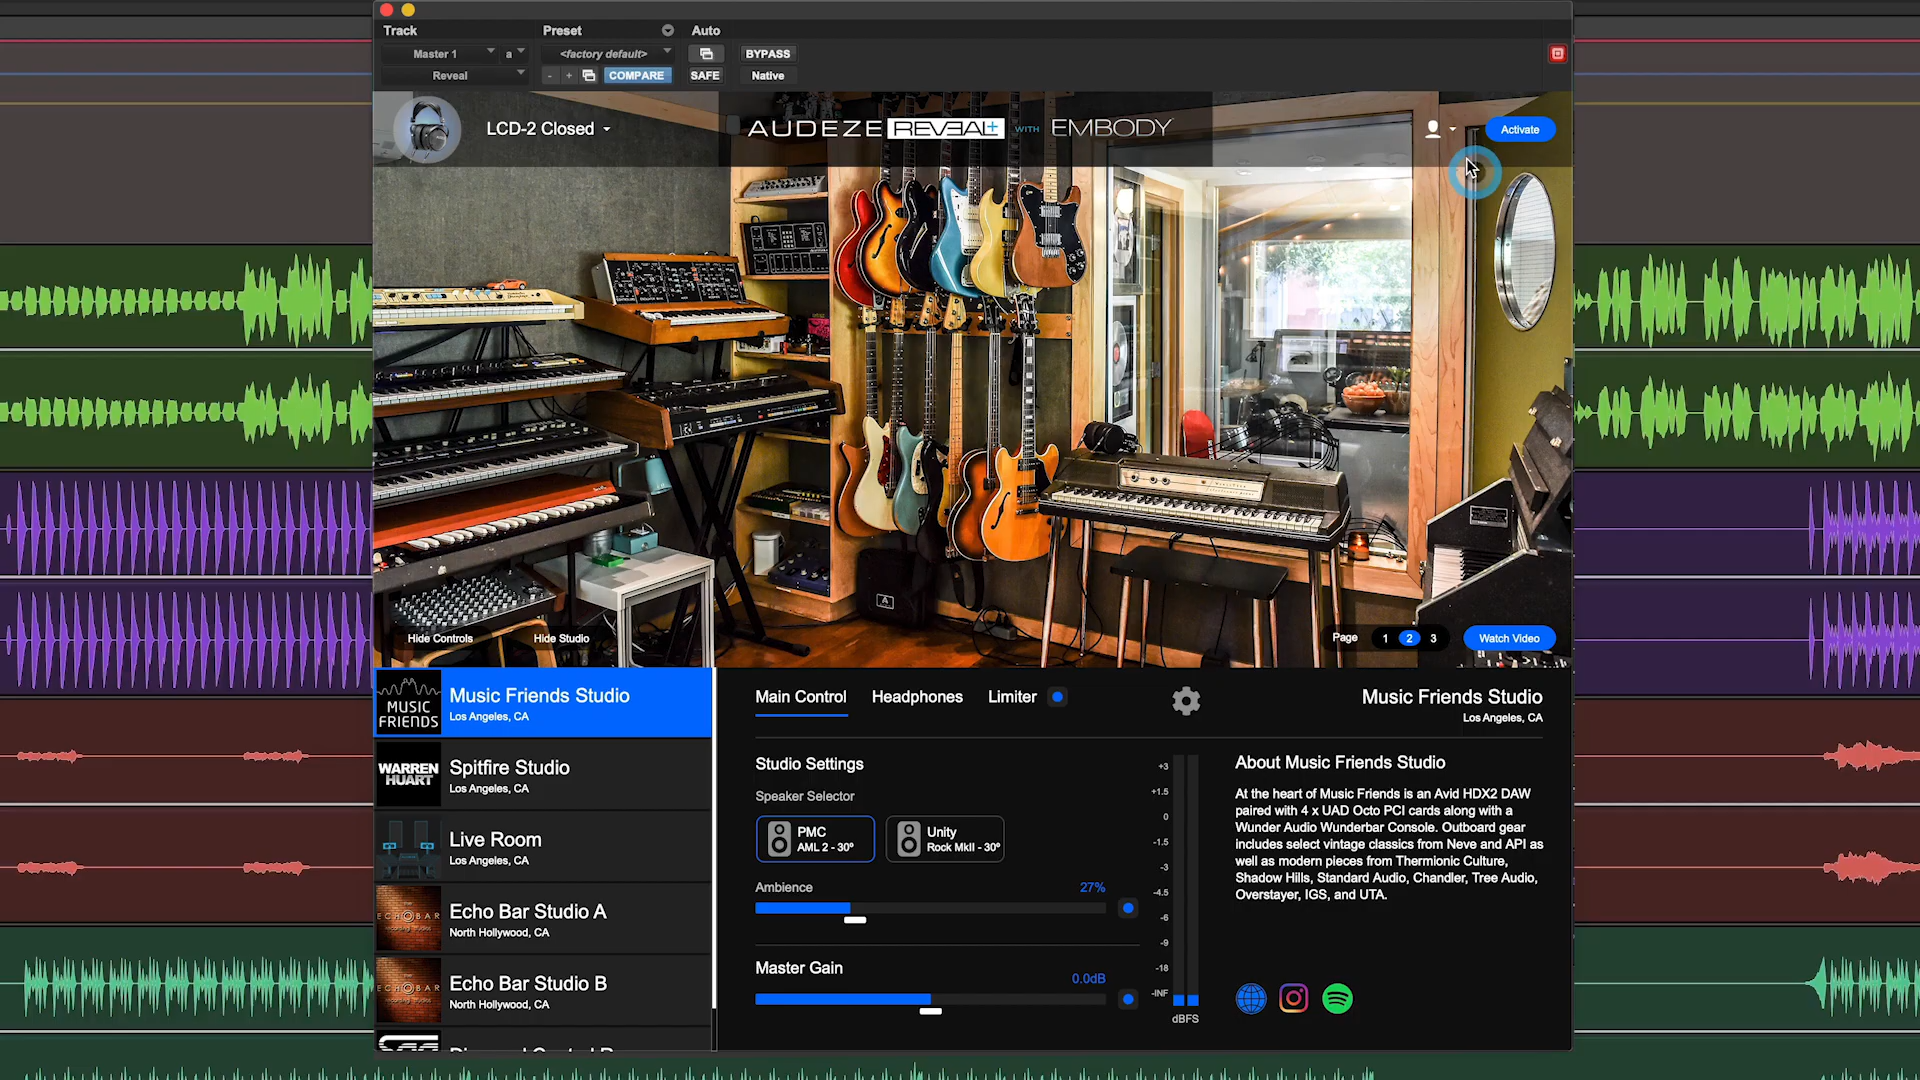 Track
Preset
Auto
Master 1
a
<factory default>
BYPASS
Reveal
-
+
COMPARE
SAFE
Native
LCD-2 Closed
AUDEZE REVEAL+ WITH EMBODY
Activate
Hide Controls
Hide Studio
Page
1
2
3
Watch Video
MUSIC
FRIENDS
Music Friends Studio
Los Angeles, CA
WARREN
HUART
Spitfire Studio
Los Angeles, CA
Live Room
Los Angeles, CA
ECHOBAR
Echo Bar Studio A
North Hollywood, CA
ECHOBAR
Echo Bar Studio B
North Hollywood, CA
Main Control
Headphones
Limiter
Studio Settings
Speaker Selector
PMC
AML 2 - 30º
Unity
Rock MkII - 30º
Ambience
27%
Master Gain
0.0dB
+3
+1.5
0
-1.5
-3
-4.5
-6
-9
-18
-INF
dBFS
Music Friends Studio
Los Angeles, CA
About Music Friends Studio
At the heart of Music Friends is an Avid HDX2 DAW
paired with 4 x UAD Octo PCI cards along with a
Wunder Audio Wunderbar Console. Outboard gear
includes select vintage classics from Neve and API as
well as modern pieces from Thermionic Culture,
Shadow Hills, Standard Audio, Chandler, Tree Audio,
Overstayer, IGS, and UTA.